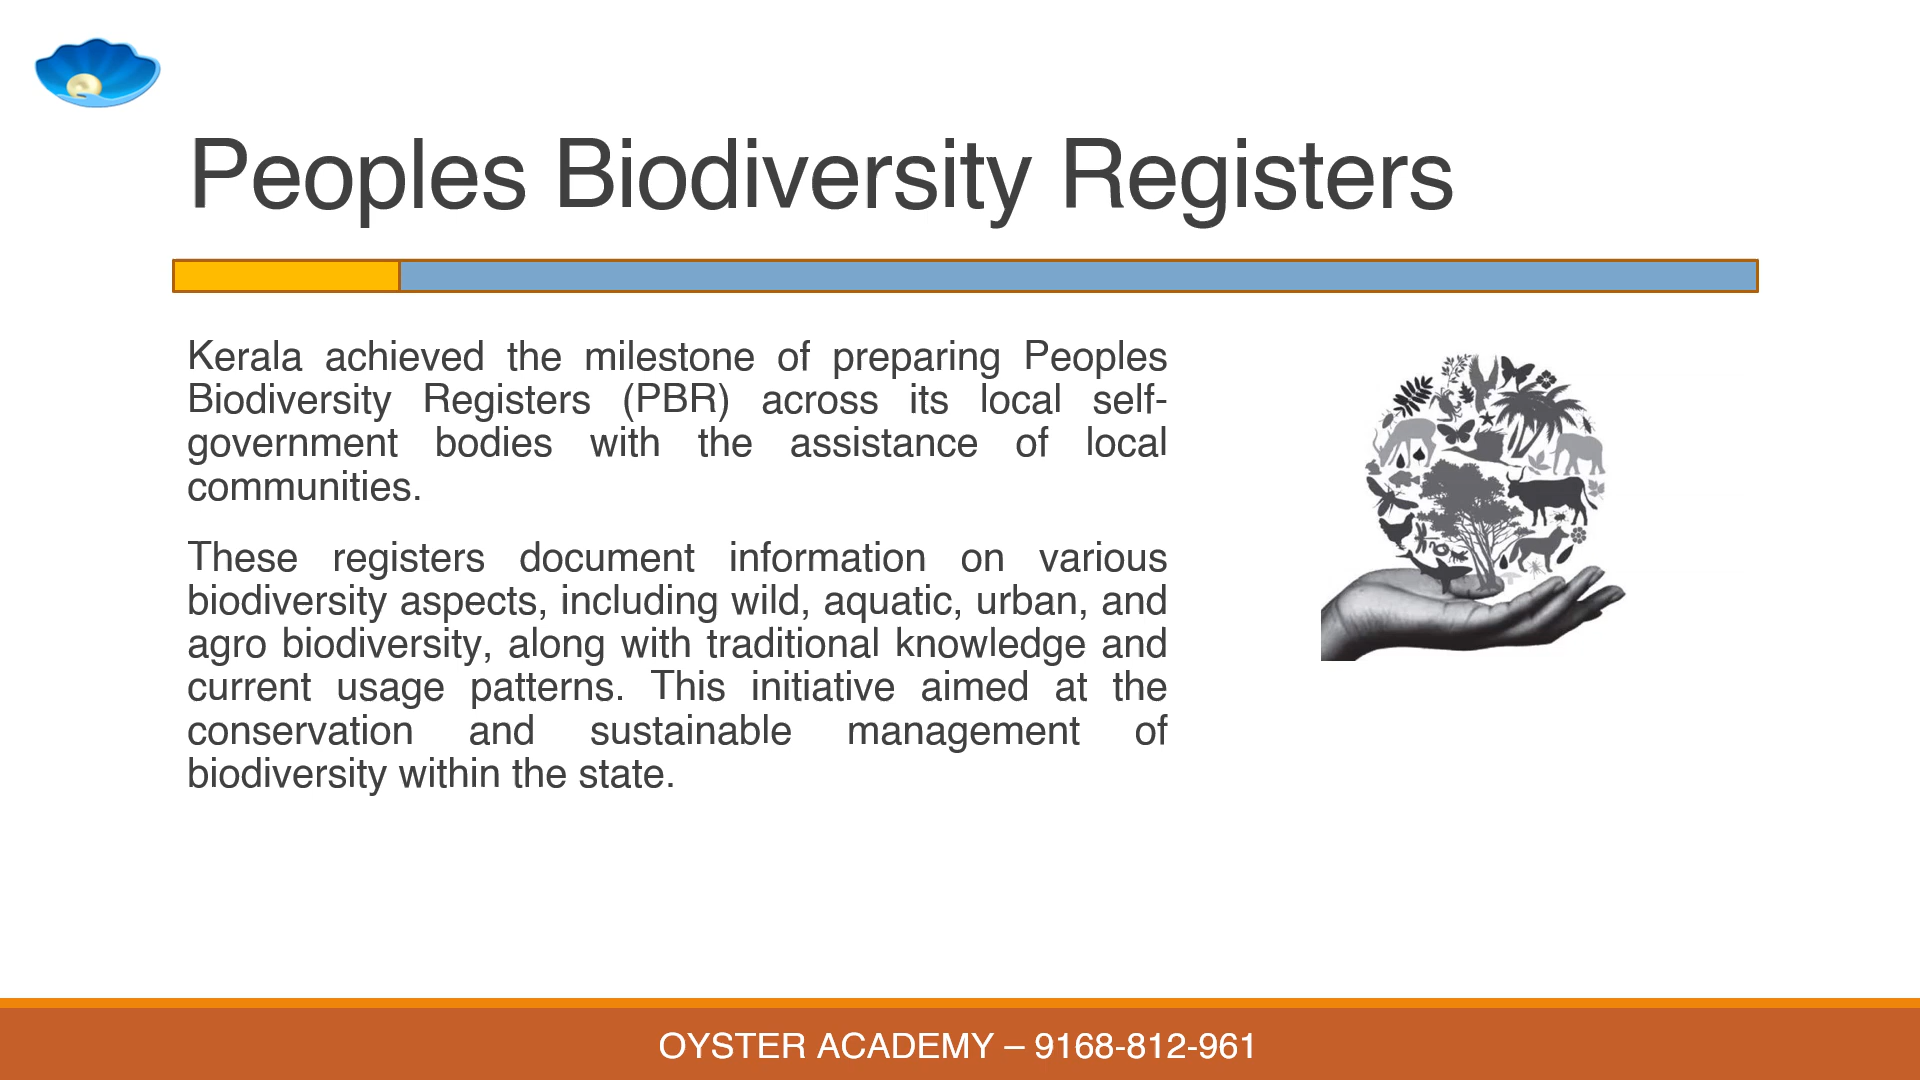 Peoples Biodiversity Registers
Kerala achieved the milestone of preparing Peoples
Biodiversity Registers (PBR) across its local self-
government bodies with the assistance of local
communities.
These registers document information on various
biodiversity aspects, including wild, aquatic, urban, and
agro biodiversity, along with traditional knowledge and
current usage patterns. This initiative aimed at the
conservation and sustainable management of
biodiversity within the state.
OYSTER ACADEMY – 9168-812-961